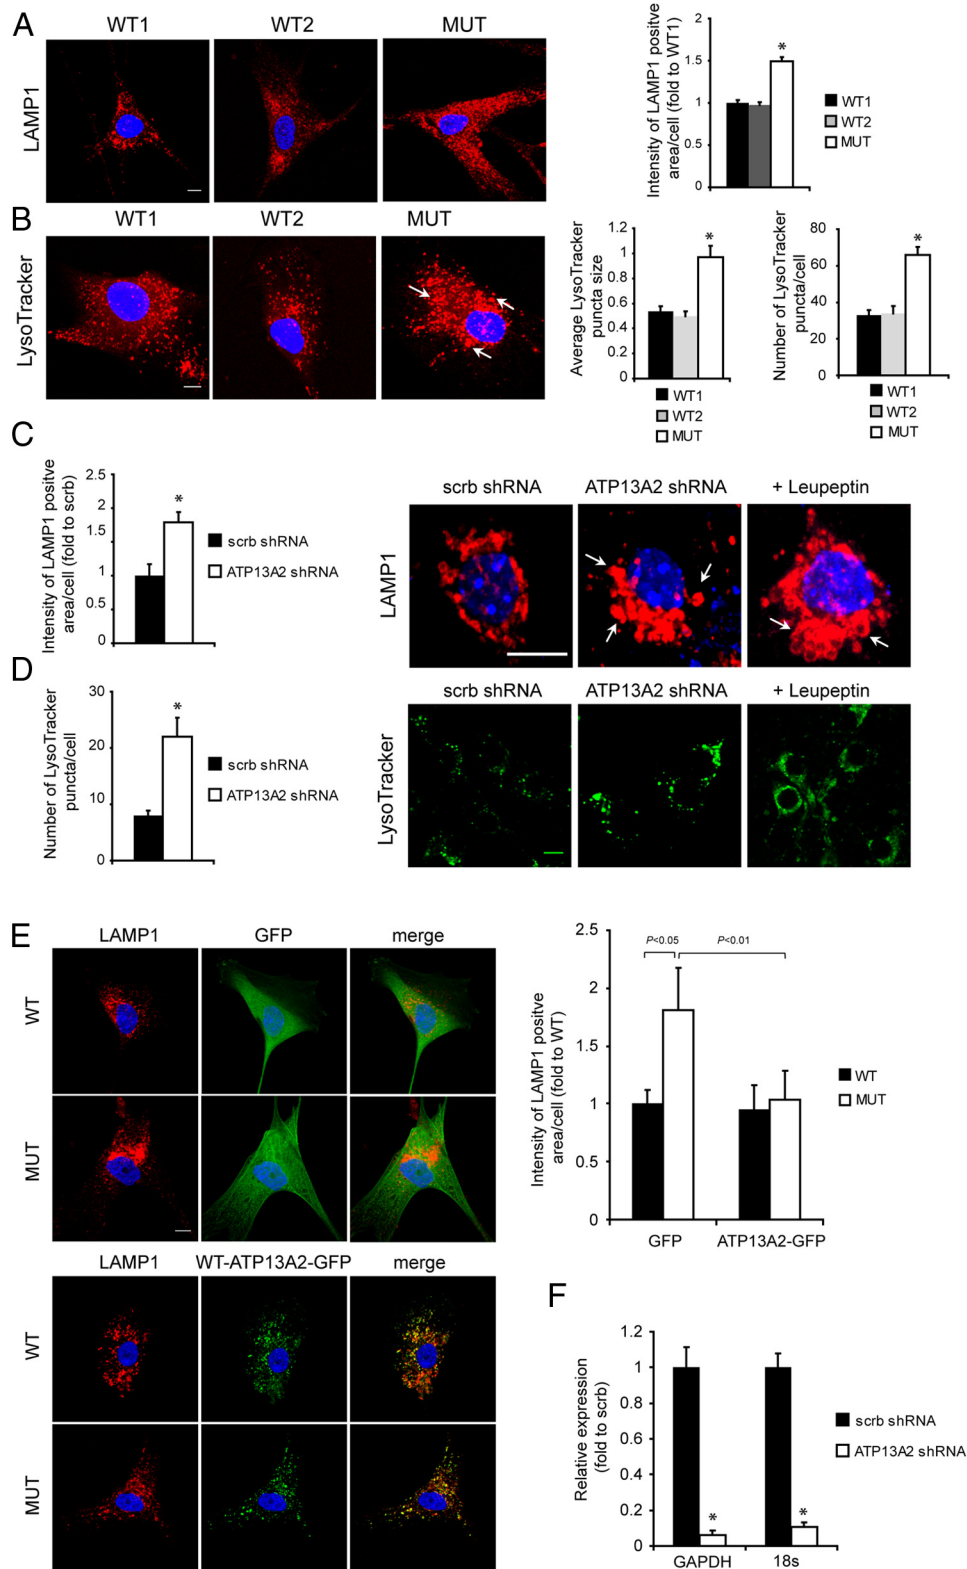 A
WT1
WT2
MUT
LAMP1
Intensity of LAMP1 positve
area/cell (fold to WT1)
2
1.5
1
0.5
0
*
WT1
WT2
MUT
B
WT1
WT2
MUT
LysoTracker
Average LysoTracker
puncta size
1.2
1
0.8
0.6
0.4
0.2
0
*
WT1
WT2
MUT
Number of LysoTracker
puncta/cell
80
60
40
20
0
*
WT1
WT2
MUT
C
Intensity of LAMP1 positve
area/cell (fold to scrb)
2.5
2
1.5
1
0.5
0
*
scrb shRNA
ATP13A2 shRNA
scrb shRNA
ATP13A2 shRNA
+ Leupeptin
LAMP1
D
Number of LysoTracker
puncta/cell
30
20
10
0
*
scrb shRNA
ATP13A2 shRNA
scrb shRNA
ATP13A2 shRNA
+ Leupeptin
LysoTracker
E
LAMP1
GFP
merge
WT
MUT
LAMP1
WT-ATP13A2-GFP
merge
WT
MUT
Intensity of LAMP1 positve
area/cell (fold to WT)
2.5
2
1.5
1
0.5
0
P<0.05
P<0.01
GFP
ATP13A2-GFP
WT
MUT
F
Relative expression
(fold to scrb)
1.2
1
0.8
0.6
0.4
0.2
0
*
*
GAPDH
18s
scrb shRNA
ATP13A2 shRNA